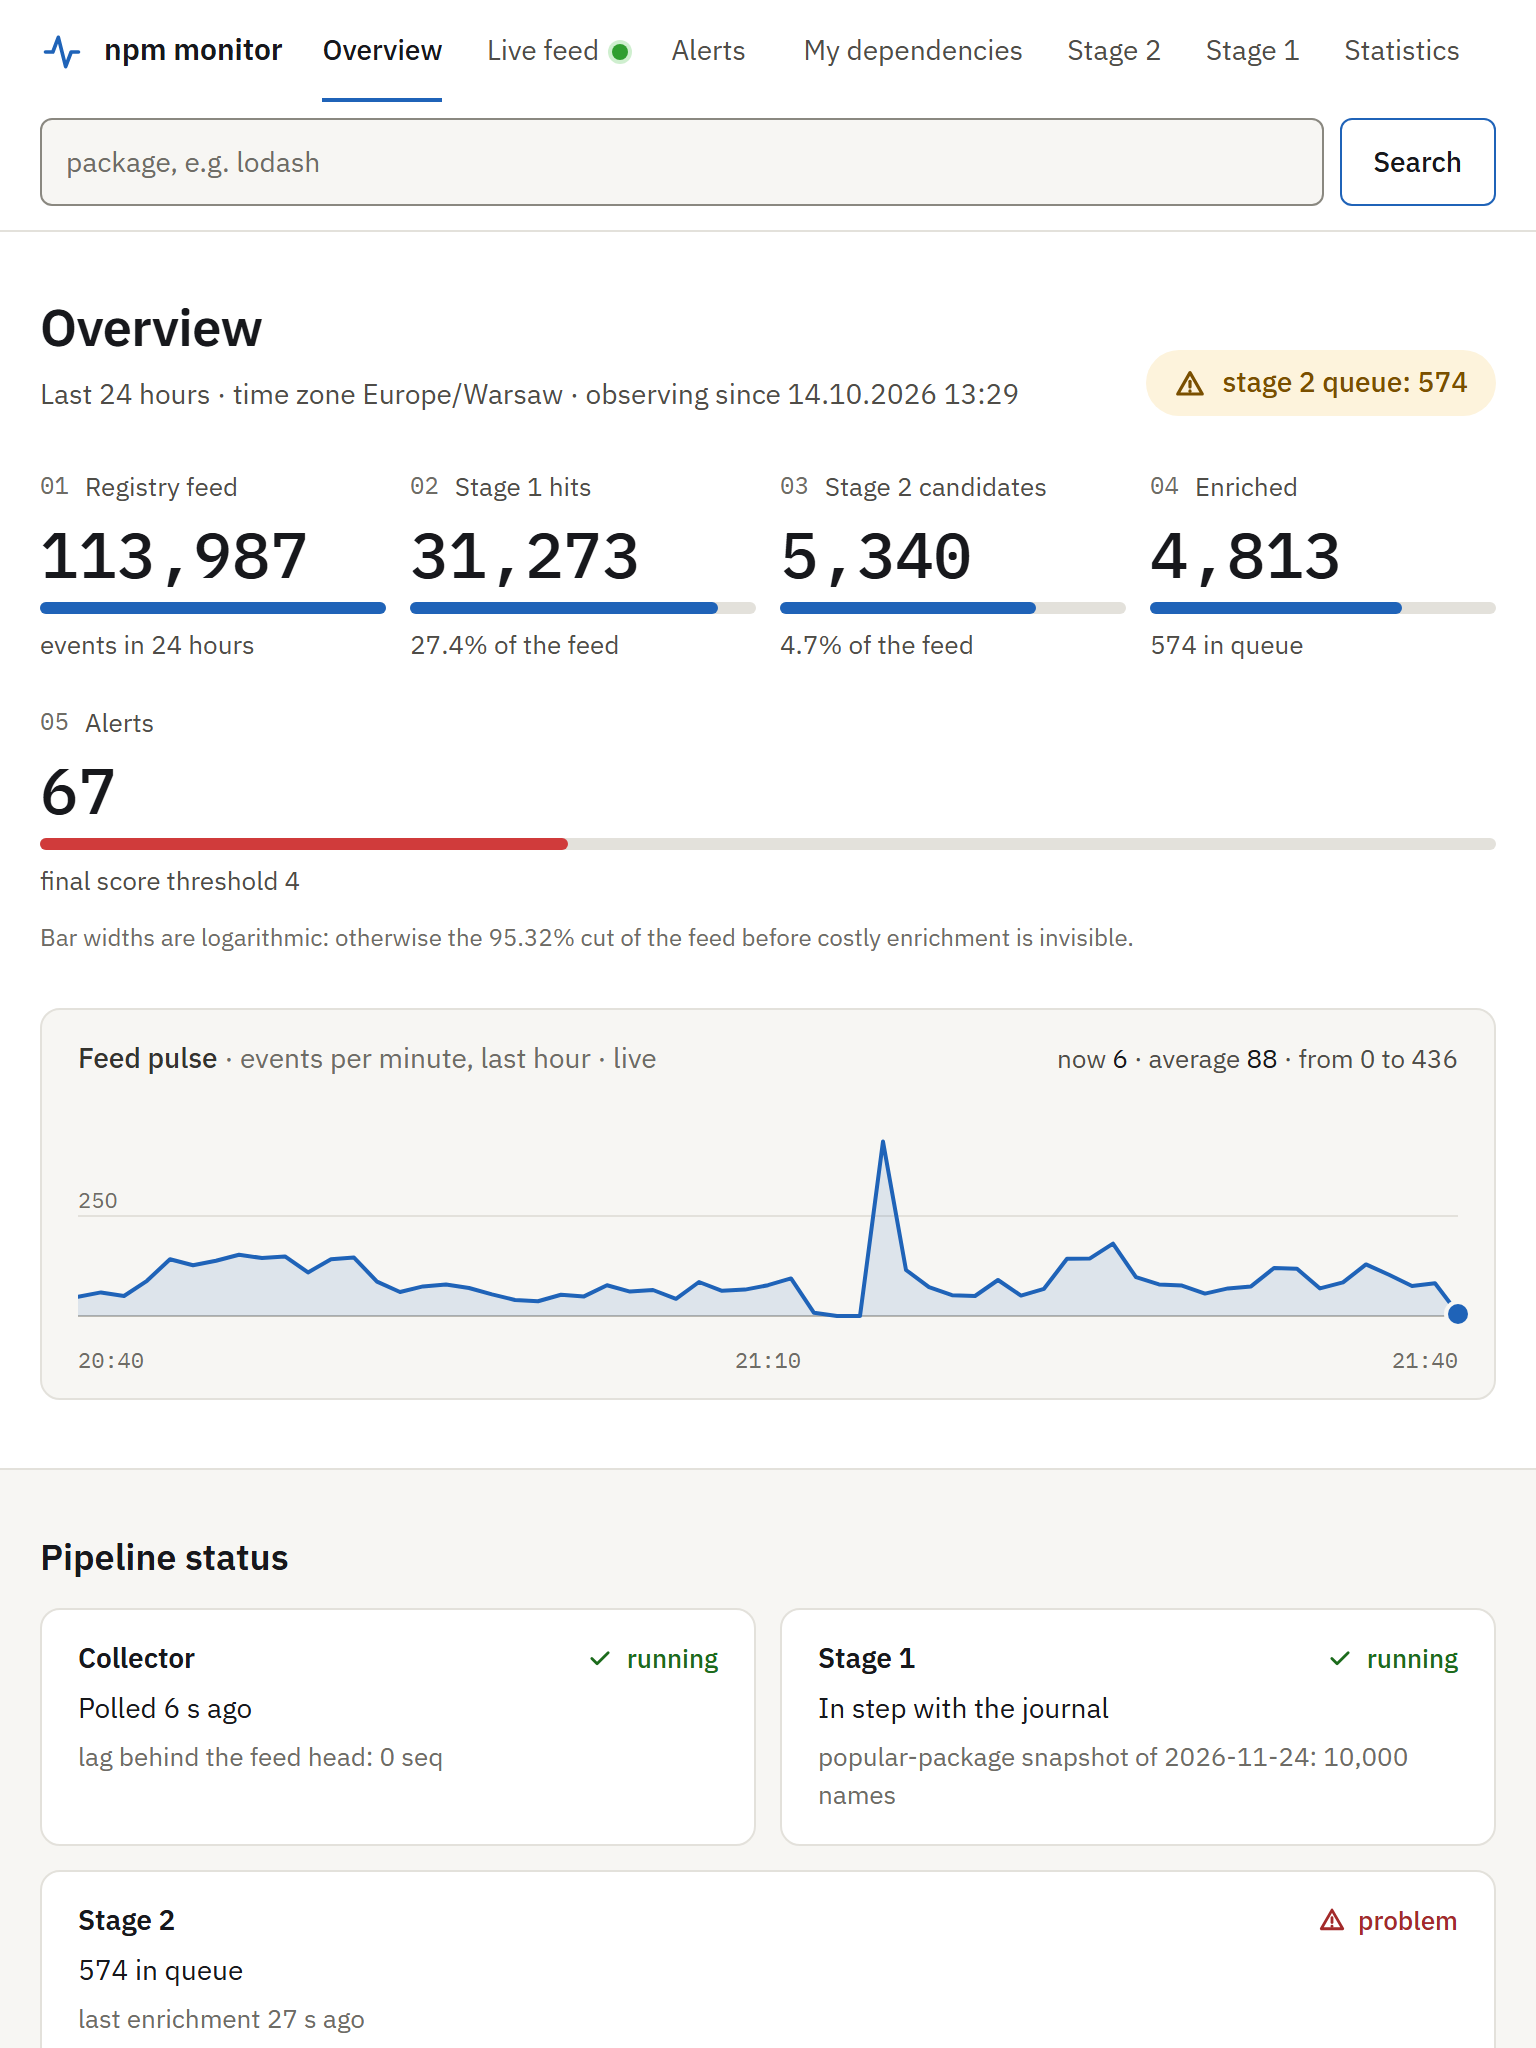 npm monitor
Overview
Live feed
Alerts
My dependencies
Stage 2
Stage 1
Statistics
package, e.g. lodash
Search
Overview
Last 24 hours · time zone Europe/Warsaw · observing since 14.10.2026 13:29
stage 2 queue: 574
01 Registry feed
113,987
events in 24 hours
02 Stage 1 hits
31,273
27.4% of the feed
03 Stage 2 candidates
5,340
4.7% of the feed
04 Enriched
4,813
574 in queue
05 Alerts
67
final score threshold 4
Bar widths are logarithmic: otherwise the 95.32% cut of the feed before costly enrichment is invisible.
Feed pulse · events per minute, last hour · live
now 6 · average 88 · from 0 to 436
250
20:40
21:10
21:40
Pipeline status
Collector
running
Polled 6 s ago
lag behind the feed head: 0 seq
Stage 1
running
In step with the journal
popular-package snapshot of 2026-11-24: 10,000
names
Stage 2
problem
574 in queue
last enrichment 27 s ago